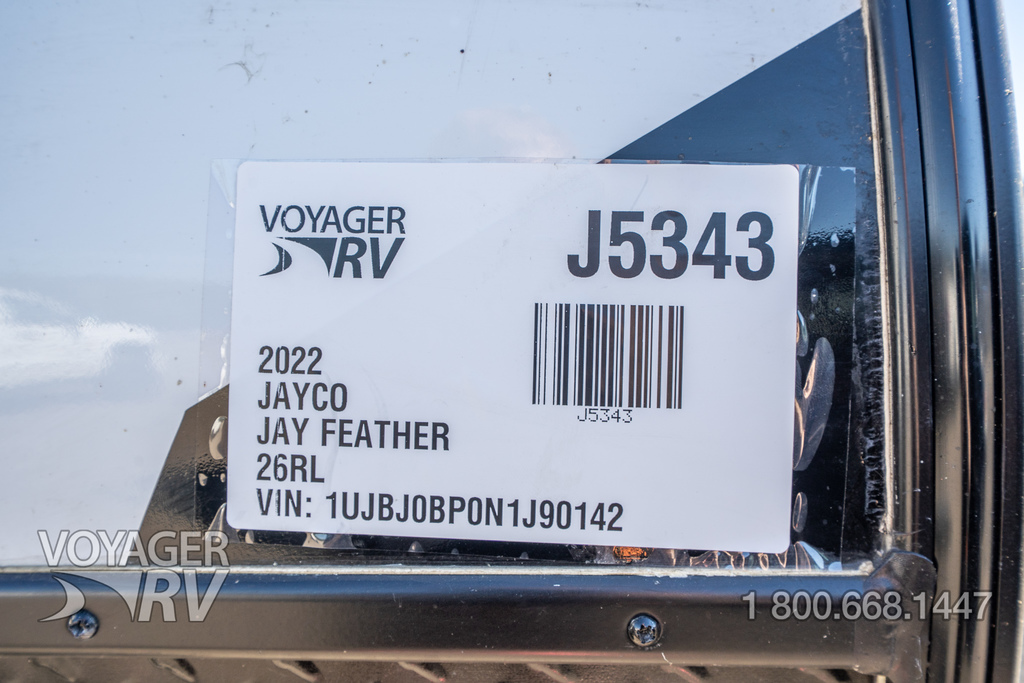 VOYAGER
RV
J5343
J5343
2022
JAYCO
JAY FEATHER
26RL
VIN: 1UJBJ0BP0N1J90142
VOYAGER
RV
1 800.668.1447